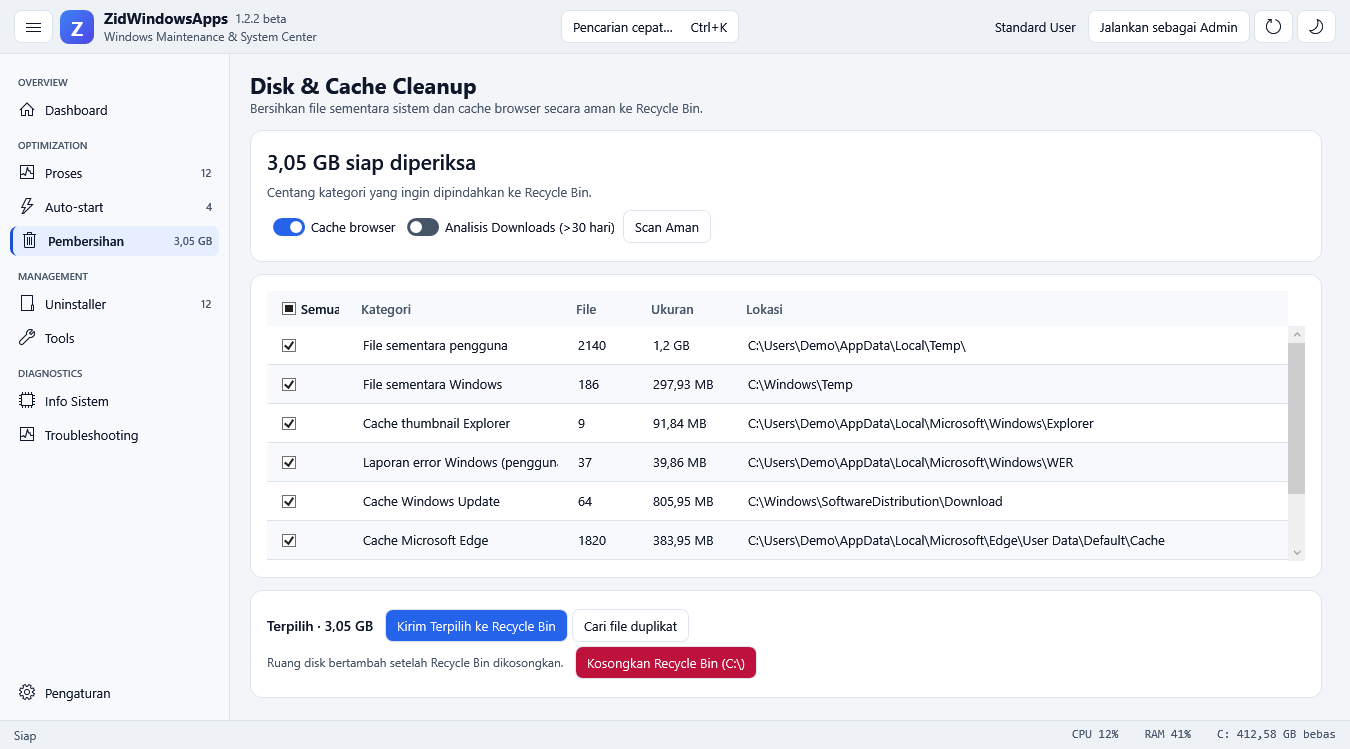 ZidWindowsApps 1.2.2 beta
Windows Maintenance & System Center
Pencarian cepat... Ctrl+K
Standard User
Jalankan sebagai Admin
OVERVIEW
Dashboard
OPTIMIZATION
Proses 12
Auto-start 4
Pembersihan 3,05 GB
MANAGEMENT
Uninstaller 12
Tools
DIAGNOSTICS
Info Sistem
Troubleshooting
Pengaturan
Disk & Cache Cleanup
Bersihkan file sementara sistem dan cache browser secara aman ke Recycle Bin.
3,05 GB siap diperiksa
Centang kategori yang ingin dipindahkan ke Recycle Bin.
Cache browser Analisis Downloads (>30 hari) Scan Aman
Semua Kategori File Ukuran Lokasi
File sementara pengguna 2140 1,2 GB C:\Users\Demo\AppData\Local\Temp\
File sementara Windows 186 297,93 MB C:\Windows\Temp
Cache thumbnail Explorer 9 91,84 MB C:\Users\Demo\AppData\Local\Microsoft\Windows\Explorer
Laporan error Windows (penggun 37 39,86 MB C:\Users\Demo\AppData\Local\Microsoft\Windows\WER
Cache Windows Update 64 805,95 MB C:\Windows\SoftwareDistribution\Download
Cache Microsoft Edge 1820 383,95 MB C:\Users\Demo\AppData\Local\Microsoft\Edge\User Data\Default\Cache
Terpilih · 3,05 GB Kirim Terpilih ke Recycle Bin Cari file duplikat
Ruang disk bertambah setelah Recycle Bin dikosongkan. Kosongkan Recycle Bin (C:\)
Siap
CPU 12% RAM 41% C: 412,58 GB bebas